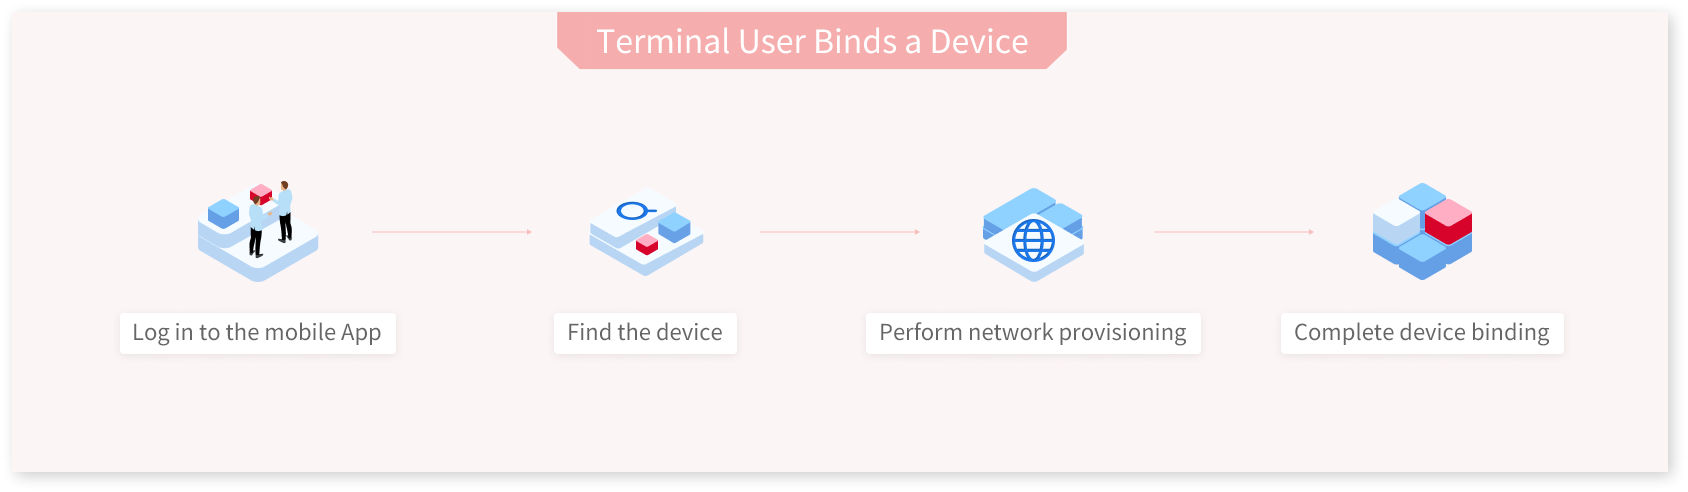 Terminal User Binds a Device
Log in to the mobile App
Find the device
Perform network provisioning
Complete device binding